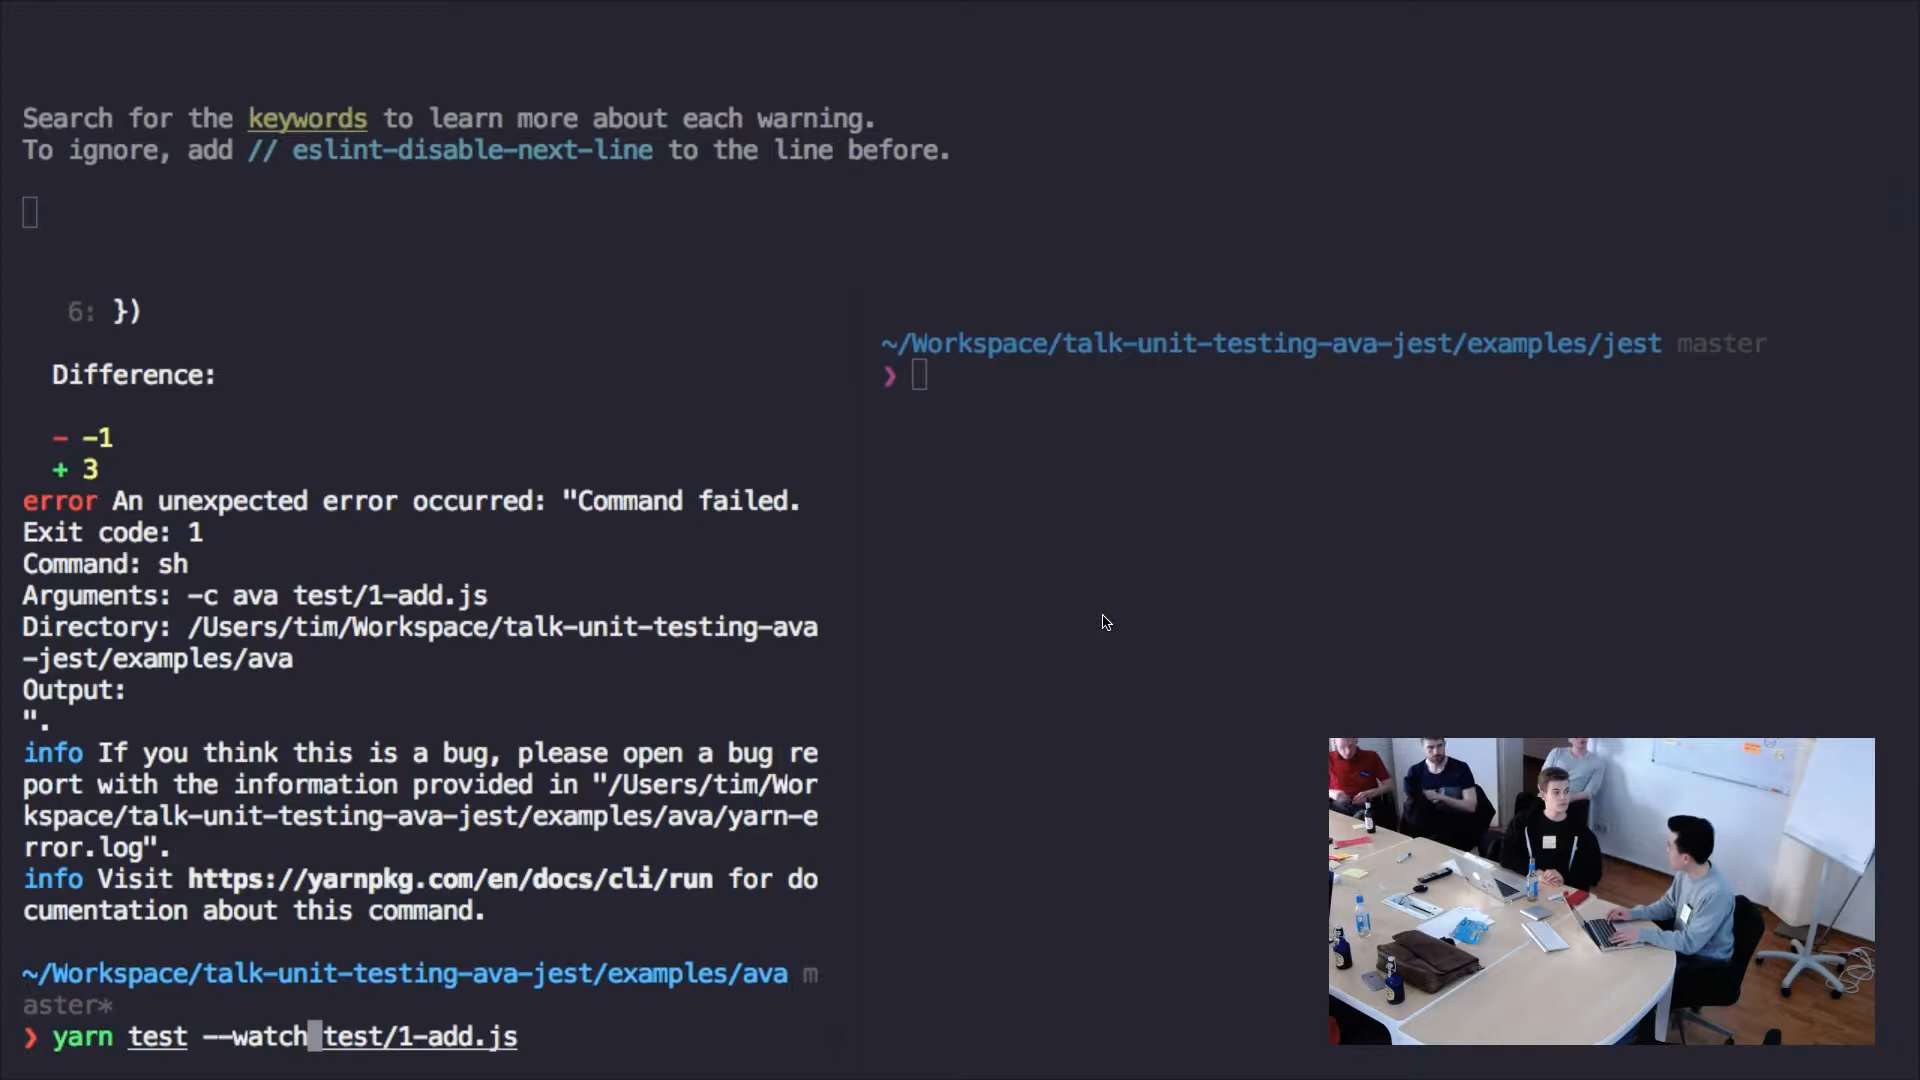 Search for the keywords to learn more about each warning.
To ignore, add // eslint-disable-next-line to the line before.
6: })
Difference:
- -1
+ 3
error An unexpected error occurred: "Command failed.
Exit code: 1
Command: sh
Arguments: -c ava test/1-add.js
Directory: /Users/tim/Workspace/talk-unit-testing-ava
-jest/examples/ava
Output:
".
info If you think this is a bug, please open a bug re
port with the information provided in "/Users/tim/Wor
kspace/talk-unit-testing-ava-jest/examples/ava/yarn-e
rror.log".
info Visit https://yarnpkg.com/en/docs/cli/run for do
cumentation about this command.
~/Workspace/talk-unit-testing-ava-jest/examples/ava m
aster*
❯ yarn test --watch test/1-add.js
~/Workspace/talk-unit-testing-ava-jest/examples/jest master
❯